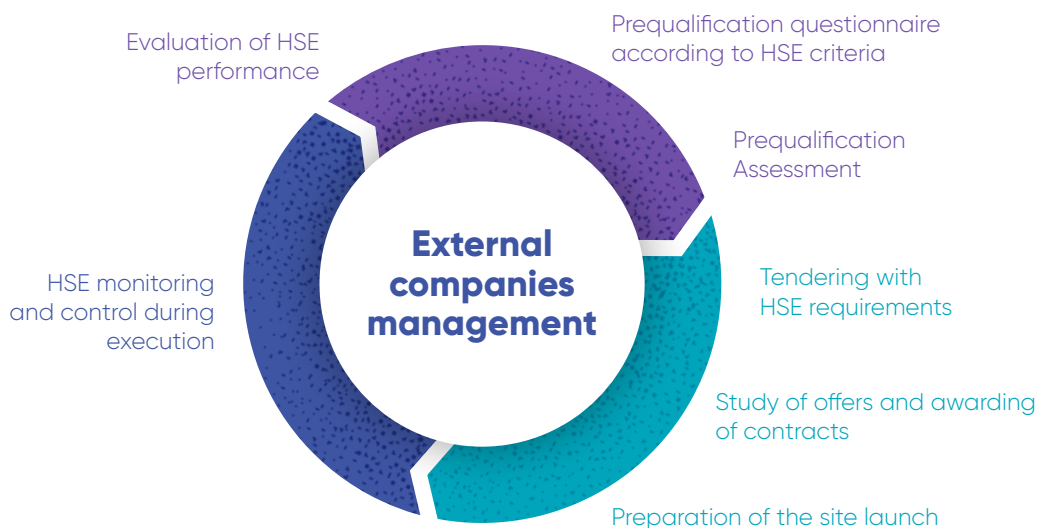 Evaluation of HSE
performance
Prequalification questionnaire
according to HSE criteria
Prequalification
Assessment
External
companies
management
Tendering with
HSE requirements
HSE monitoring
and control during
execution
Study of offers and awarding
of contracts
Preparation of the site launch